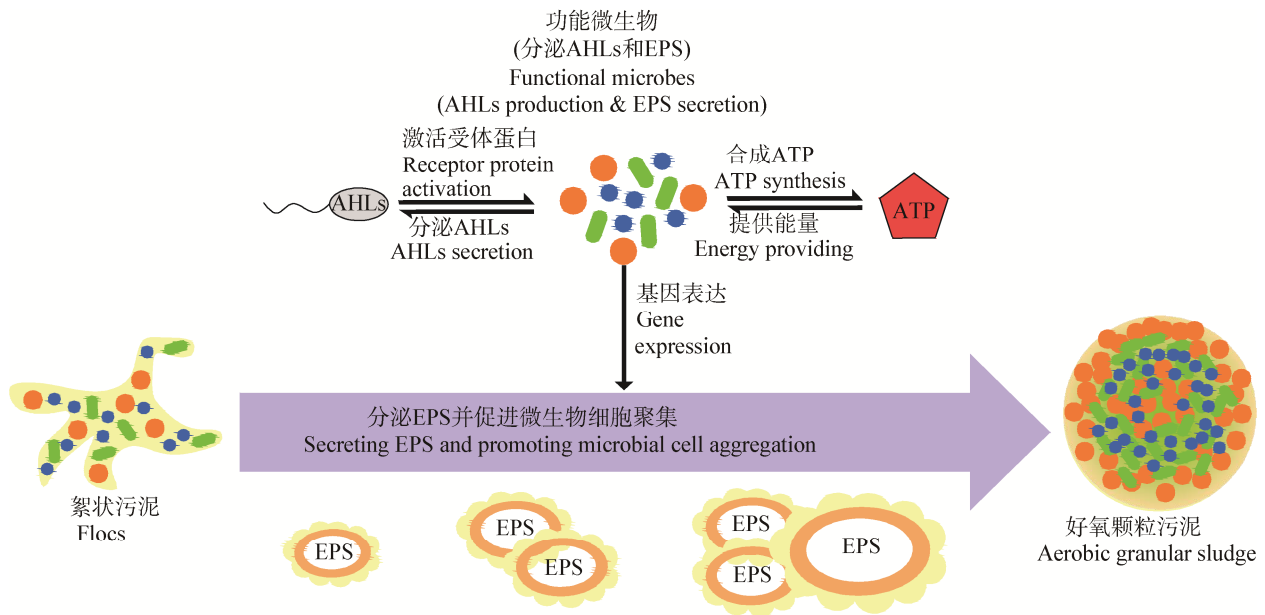 功能微生物
(分泌AHLs和EPS)
Functional microbes
(AHLs production & EPS secretion)
激活受体蛋白
Receptor protein
activation
AHLs
分泌AHLs
AHLs secretion
合成ATP
ATP synthesis
ATP
提供能量
Energy providing
基因表达
Gene
expression
分泌EPS并促进微生物细胞聚集
Secreting EPS and promoting microbial cell aggregation
絮状污泥
Flocs
EPS
EPS
EPS
EPS
EPS
EPS
好氧颗粒污泥
Aerobic granular sludge